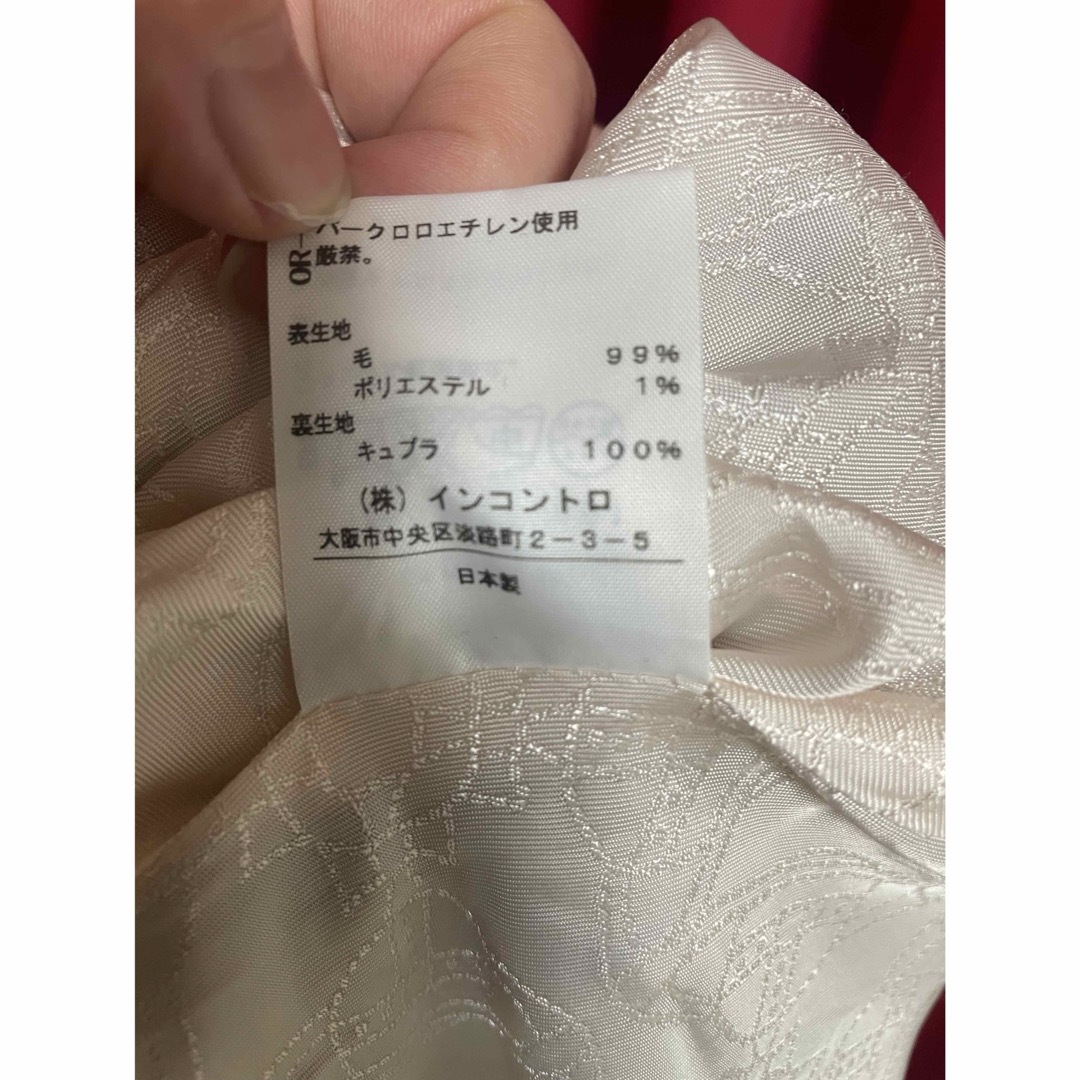 パークロロエチレン使用
厳禁。
OR
表生地
毛 99%
ポリエステル 1%
裏生地
キュプラ 100%
(株)インコントロ
大阪市中央区淡路町2-3-5
日本製